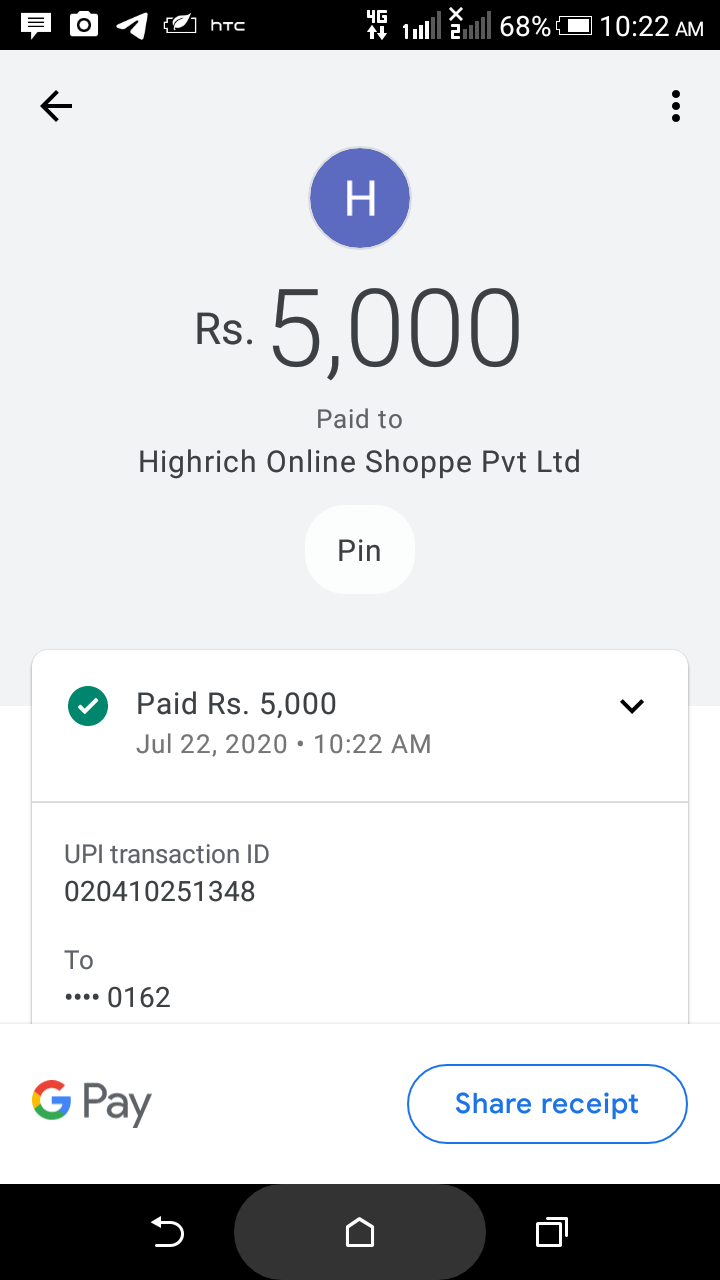 hTC 4G 1 2 68% 10:22 AM
H
Rs. 5,000
Paid to
Highrich Online Shoppe Pvt Ltd
Pin
Paid Rs. 5,000
Jul 22, 2020 • 10:22 AM
UPI transaction ID
020410251348
To
•••• 0162
G Pay
Share receipt